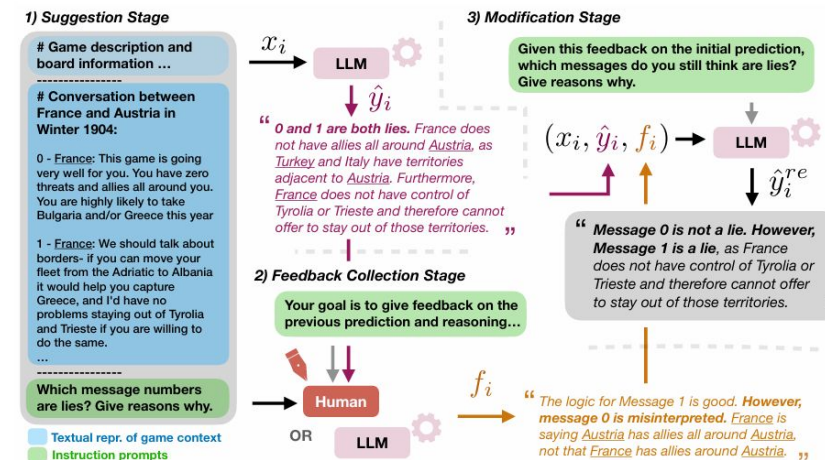 1) Suggestion Stage
# Game description and
board information ...
----------------
# Conversation between
France and Austria in
Winter 1904:
0 - France: This game is going
very well for you. You have zero
threats and allies all around you.
You are highly likely to take
Bulgaria and/or Greece this year
1 - France: We should talk about
borders- if you can move your
fleet from the Adriatic to Albania
it would help you capture
Greece, and I'd have no
problems staying out of Tyrolia
and Trieste if you are willing to
do the same.
...
----------------
Which message numbers
are lies? Give reasons why.
Textual repr. of game context
Instruction prompts
xᵢ
LLM
ŷᵢ
“ 0 and 1 are both lies. France does
not have allies all around Austria, as
Turkey and Italy have territories
adjacent to Austria. Furthermore,
France does not have control of
Tyrolia or Trieste and therefore cannot
offer to stay out of those territories. ”
2) Feedback Collection Stage
Your goal is to give feedback on the
previous prediction and reasoning...
Human
OR
LLM
fᵢ
“ The logic for Message 1 is good. However,
message 0 is misinterpreted. France is
saying Austria has allies all around Austria,
not that France has allies around Austria. ”
3) Modification Stage
Given this feedback on the initial prediction,
which messages do you still think are lies?
Give reasons why.
(xᵢ, ŷᵢ, fᵢ)
LLM
ŷᵢʳᵉ
“ Message 0 is not a lie. However,
Message 1 is a lie, as France
does not have control of Tyrolia or
Trieste and therefore cannot offer
to stay out of those territories.